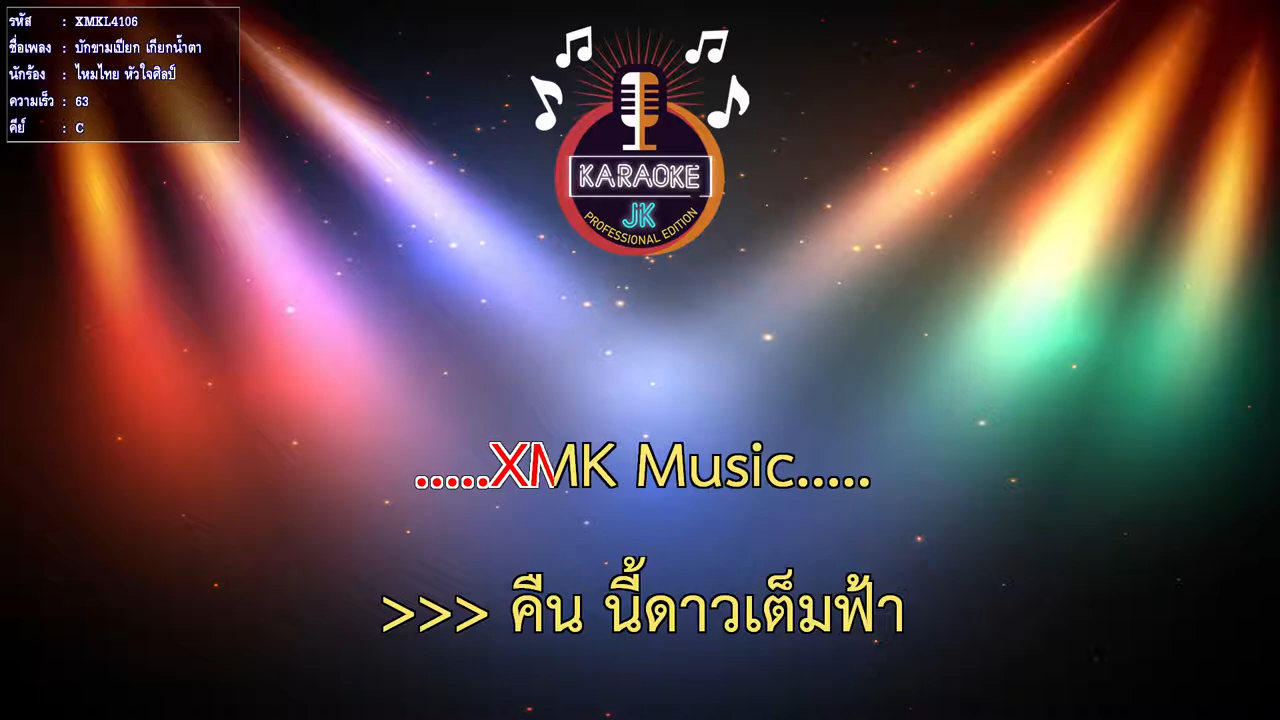 รหัส : XMKL4106
ชื่อเพลง : บักขามเปียก เกียกน้ำตา
นักร้อง : ไหมไทย หัวใจศิลป์
ความเร็ว : 63
คีย์ : C
KARAOKE
JK
PROFESSIONAL EDITION
.....XMK Music.....
>>> คืน นี้ดาวเต็มฟ้า